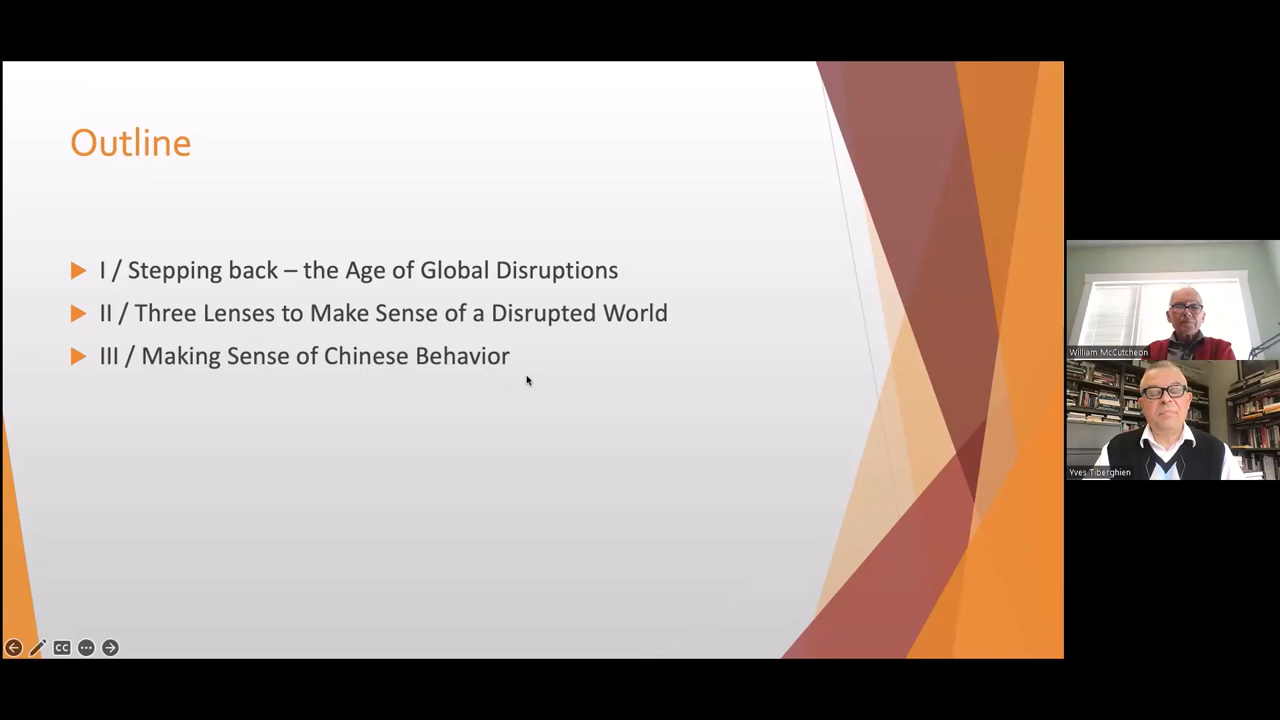 Outline
I / Stepping back – the Age of Global Disruptions
II / Three Lenses to Make Sense of a Disrupted World
III / Making Sense of Chinese Behavior
William McCutcheon
Yves Tiberghien
CC